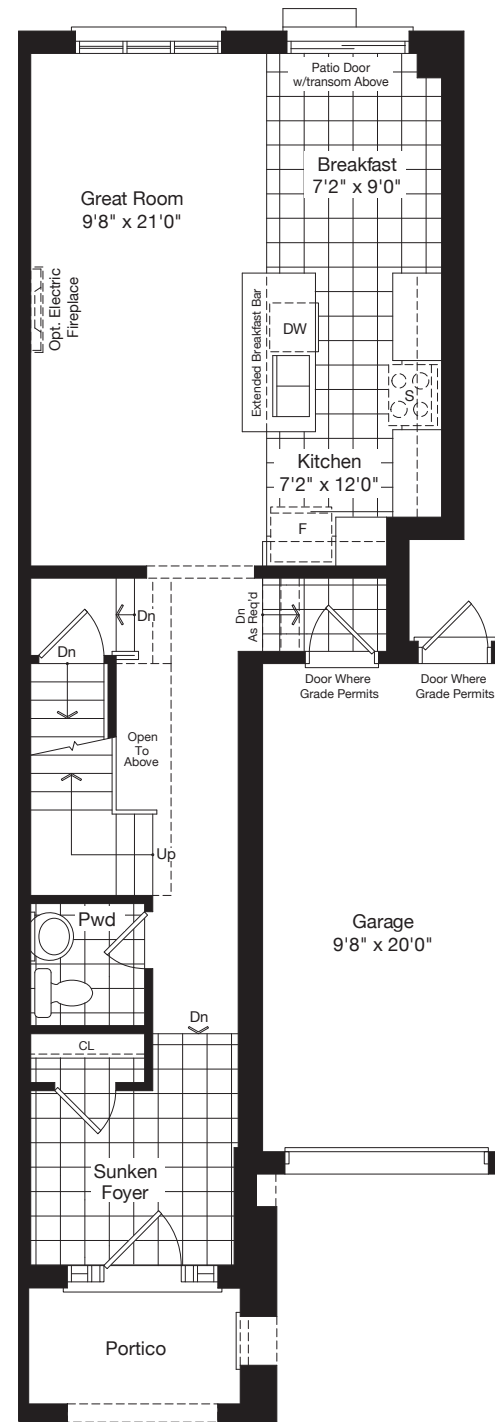 Patio Door
w/transom Above
Breakfast
7'2" x 9'0"
Great Room
9'8" x 21'0"
Opt. Electric
Fireplace
Extended Breakfast Bar
DW
S
Kitchen
7'2" x 12'0"
F
Dn
Dn
As Req'd
Dn
Door Where
Grade Permits
Door Where
Grade Permits
Open
To
Above
Up
Pwd
Garage
9'8" x 20'0"
Dn
CL
Sunken
Foyer
Portico